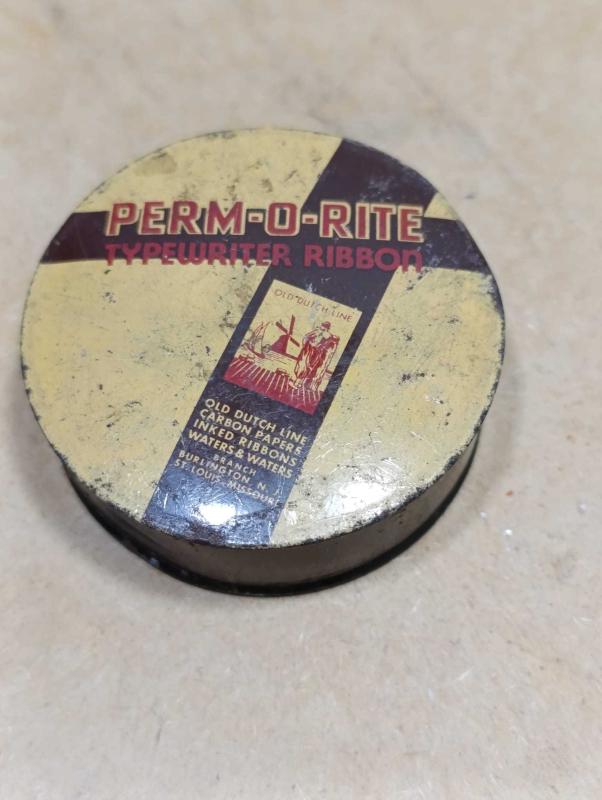 PERM-O-RITE
TYPEWRITER RIBBON
OLD DUTCH LINE
OLD DUTCH LINE
CARBON PAPERS
INKED RIBBONS
WATERS & WATERS
BRANCH
BURLINGTON N. J.
ST. LOUIS, MISSOURI